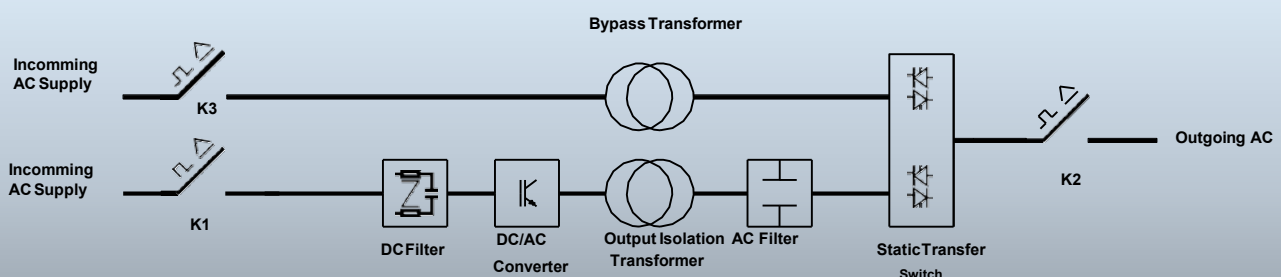 Bypass Transformer
Incomming
AC Supply
K3
Incomming
AC Supply
K1
Outgoing AC
K2
DC Filter
DC/AC
Converter
Output Isolation
Transformer
AC Filter
Static Transfer
Switch